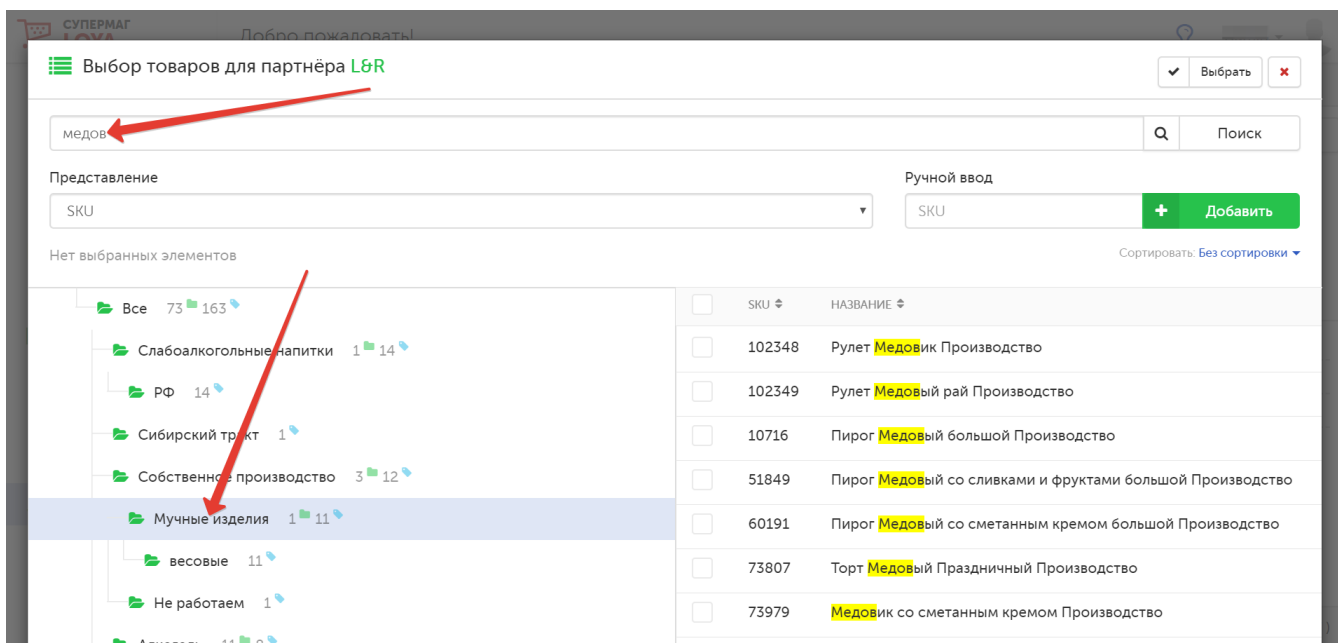 СУПЕРМАГ
LOYA
Добро пожаловать!
Выбор товаров для партнёра L&R
Выбрать
медов
Поиск
Представление
Ручной ввод
SKU
SKU
Добавить
Нет выбранных элементов
Сортировать: Без сортировки
Все 73 163
Слабоалкогольные напитки 1 14
РФ 14
Сибирский тракт 1
Собственное производство 3 12
Мучные изделия 1 11
весовые 11
Не работаем 1
SKU НАЗВАНИЕ
102348 Рулет Медовик Производство
102349 Рулет Медовый рай Производство
10716 Пирог Медовый большой Производство
51849 Пирог Медовый со сливками и фруктами большой Производство
60191 Пирог Медовый со сметанным кремом большой Производство
73807 Торт Медовый Праздничный Производство
73979 Медовик со сметанным кремом Производство